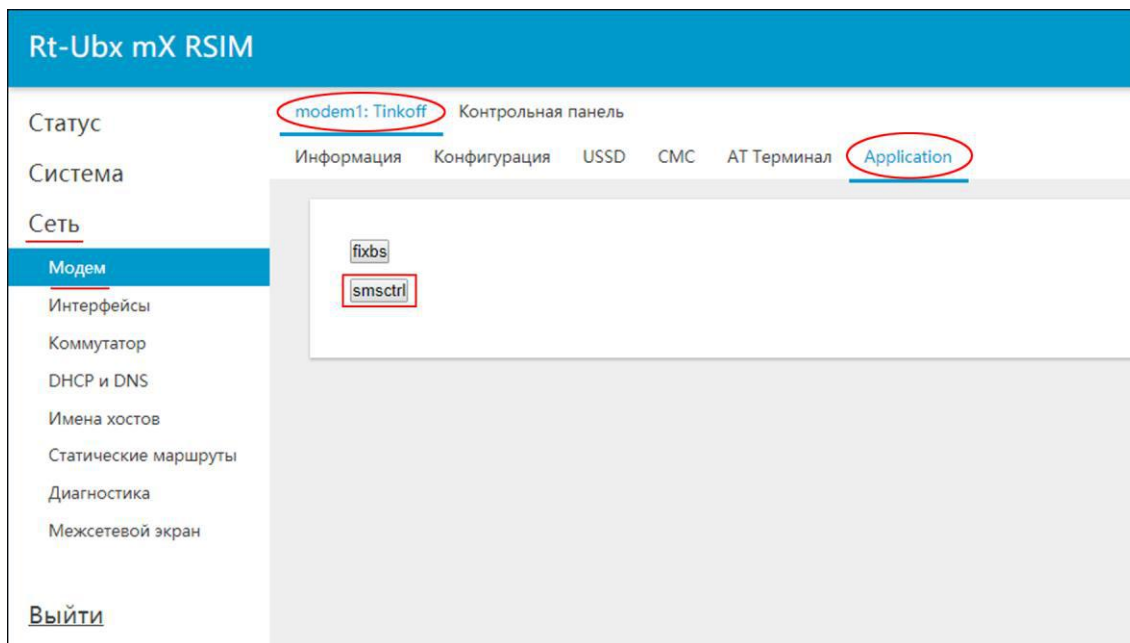 Rt-Ubx mX RSIM
Статус
Система
Сеть
Модем
Интерфейсы
Коммутатор
DHCP и DNS
Имена хостов
Статические маршруты
Диагностика
Межсетевой экран
Выйти
modem1: Tinkoff Контрольная панель
Информация Конфигурация USSD СМС АТ Терминал Application
fixbs
smsctrl